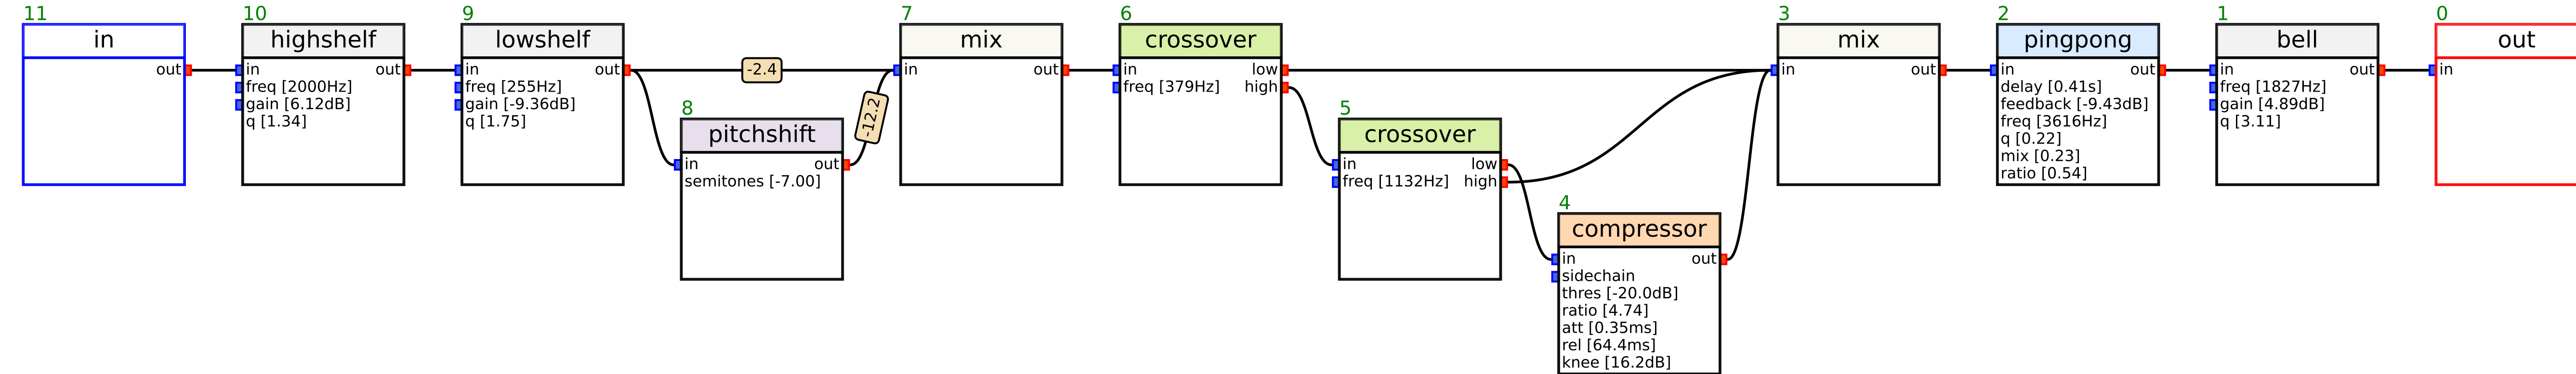 11
in
out
10
highshelf
in
out
freq [2000Hz]
gain [6.12dB]
q [1.34]
9
lowshelf
in
out
freq [255Hz]
gain [-9.36dB]
q [1.75]
-2.4
8
pitchshift
in
out
semitones [-7.00]
-12.2
7
mix
in
out
6
crossover
in
low
freq [379Hz]
high
5
crossover
in
low
freq [1132Hz]
high
4
compressor
in
out
sidechain
thres [-20.0dB]
ratio [4.74]
att [0.35ms]
rel [64.4ms]
knee [16.2dB]
3
mix
in
out
2
pingpong
in
out
delay [0.41s]
feedback [-9.43dB]
freq [3616Hz]
q [0.22]
mix [0.23]
ratio [0.54]
1
bell
in
out
freq [1827Hz]
gain [4.89dB]
q [3.11]
0
out
in